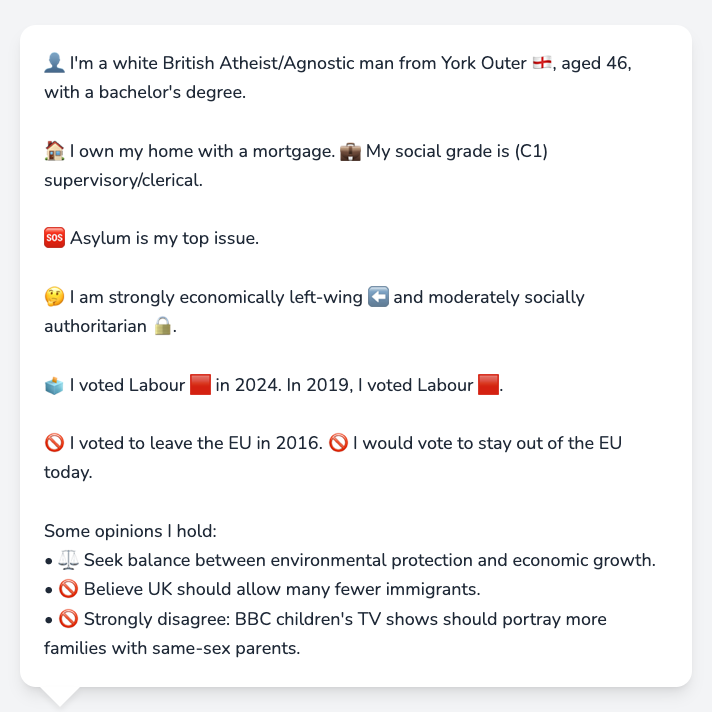 👤 I'm a white British Atheist/Agnostic man from York Outer 🏴󠁧󠁢󠁥󠁮󠁧󠁿, aged 46,
with a bachelor's degree.
🏠 I own my home with a mortgage. 💼 My social grade is (C1)
supervisory/clerical.
🆘 Asylum is my top issue.
🤔 I am strongly economically left-wing ⬅️ and moderately socially
authoritarian 🔒.
🗳️ I voted Labour 🟥 in 2024. In 2019, I voted Labour 🟥.
🚫 I voted to leave the EU in 2016. 🚫 I would vote to stay out of the EU
today.
Some opinions I hold:
• ⚖️ Seek balance between environmental protection and economic growth.
• 🚫 Believe UK should allow many fewer immigrants.
• 🚫 Strongly disagree: BBC children's TV shows should portray more
families with same-sex parents.